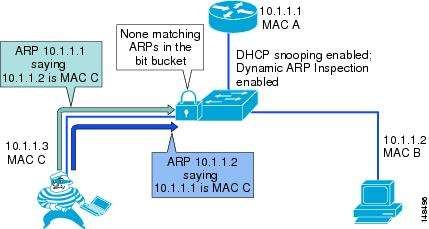 10.1.1.1
MAC A
None matching
ARPs in the
bit bucket
ARP 10.1.1.1
saying
10.1.1.2 is MAC C
DHCP snooping enabled;
Dynamic ARP Inspection
enabled
10.1.1.3
MAC C
ARP 10.1.1.2
saying
10.1.1.1 is MAC C
10.1.1.2
MAC B
148496